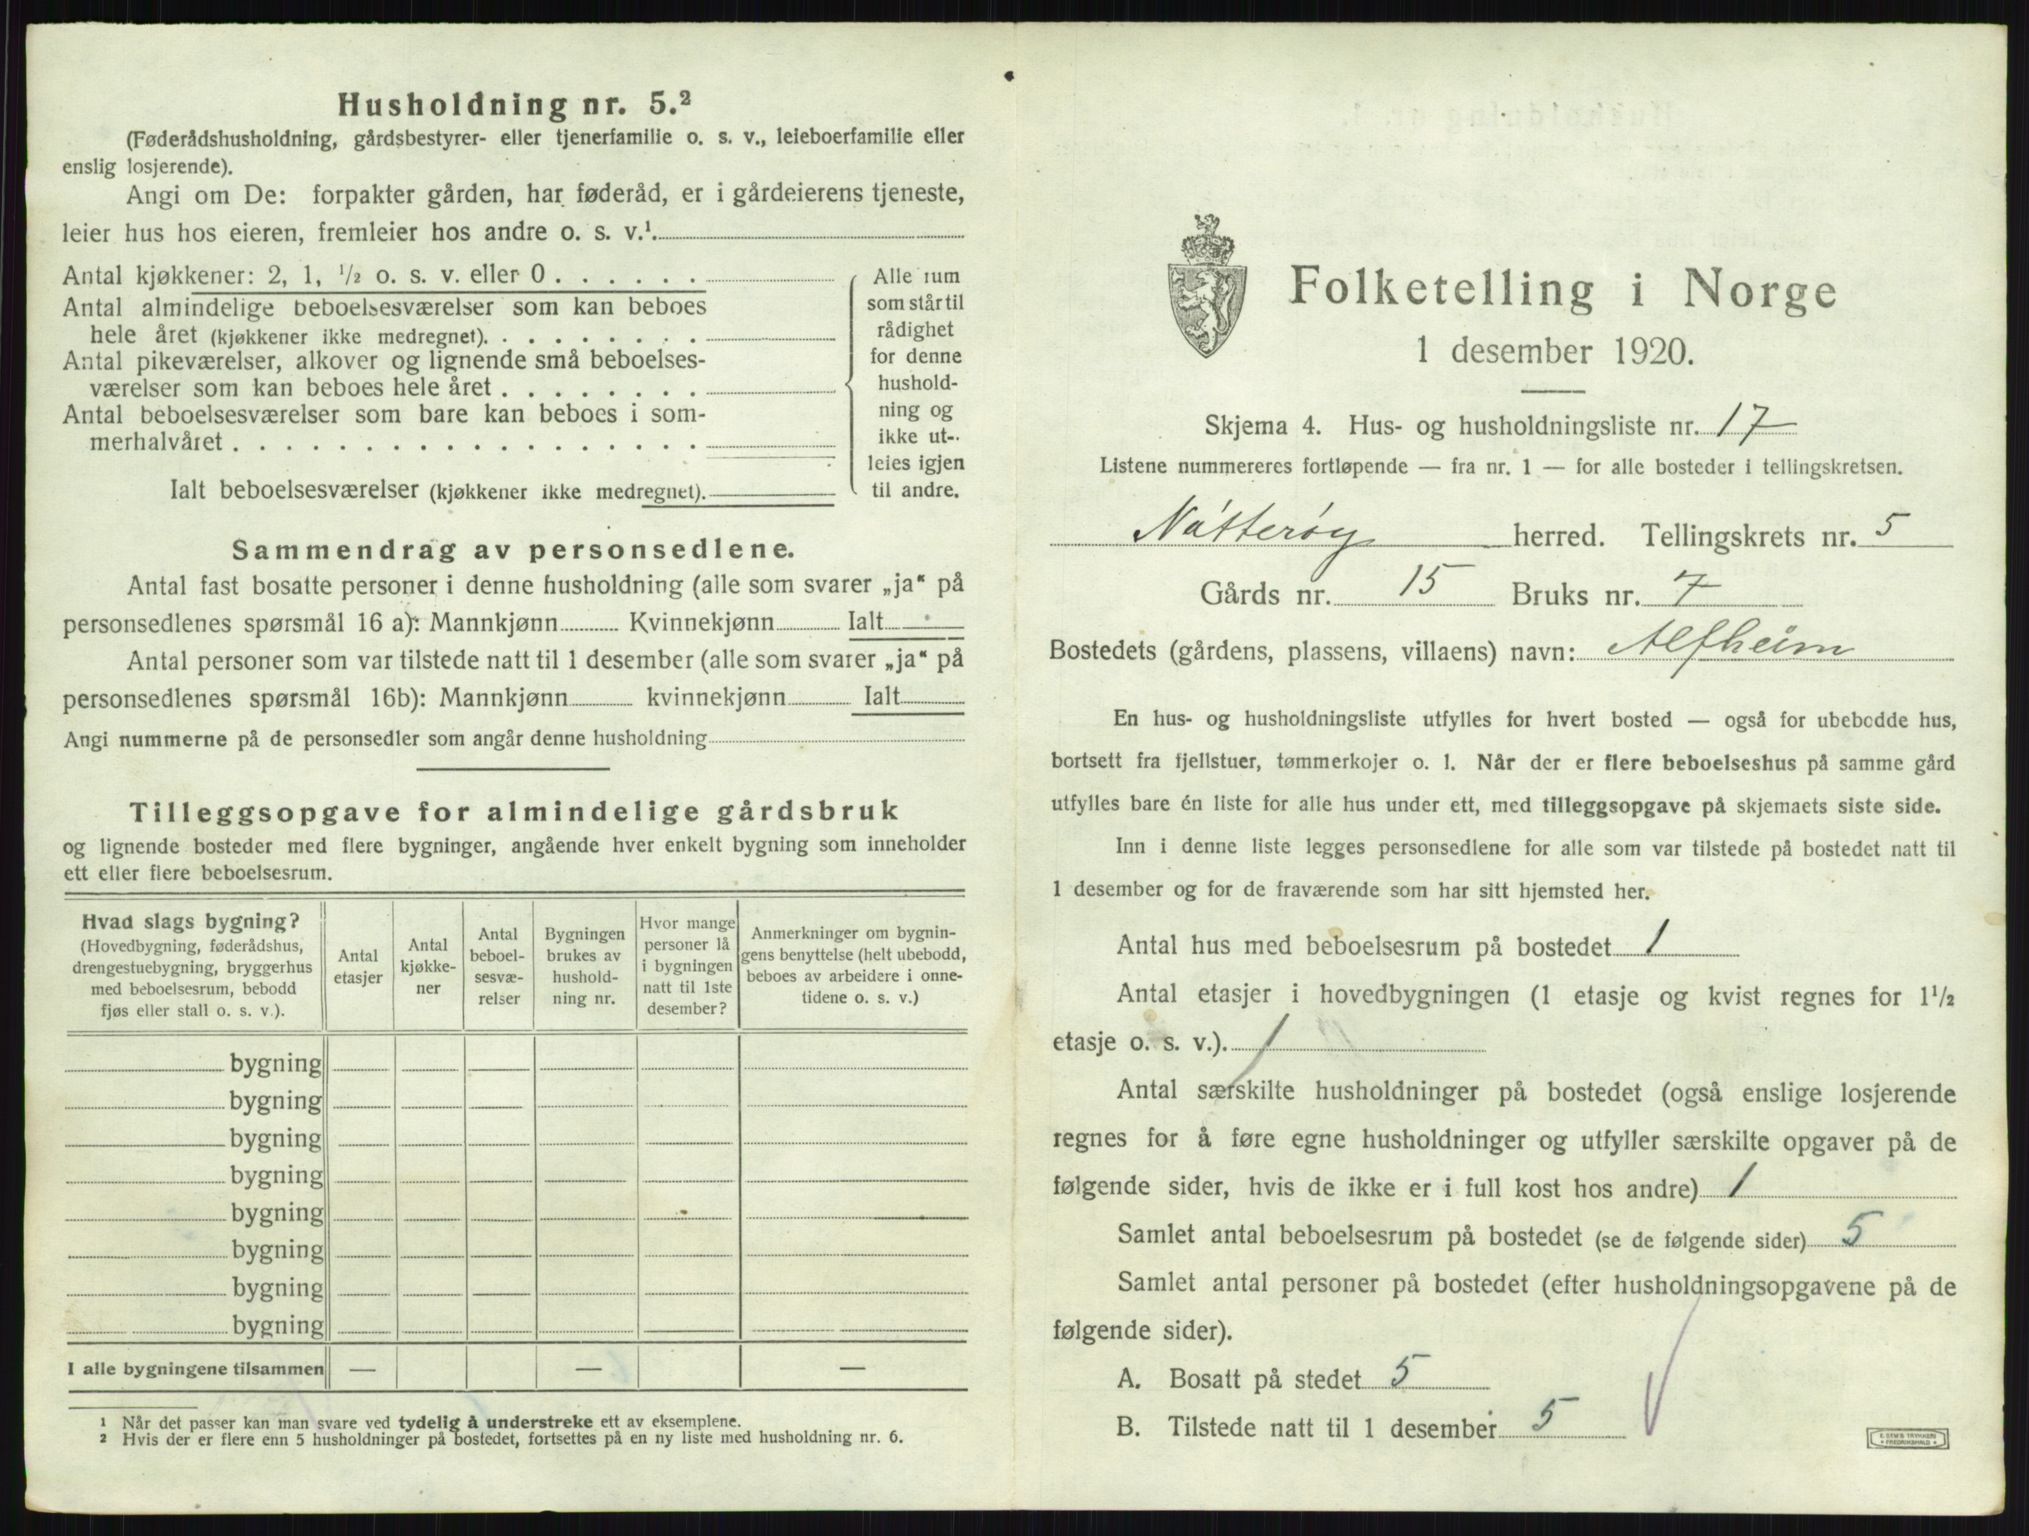 Husholdning nr. 5.²
(Føderådshusholdning, gårdsbestyrer- eller tjenerfamilie o. s. v., leieboerfamilie eller
enslig losjerende).
Angi om De: forpakter gården, har føderåd, er i gårdeierens tjeneste,
leier hus hos eieren, fremleier hos andre o. s. v.¹.
Antal kjøkkener: 2, 1, ½ o. s. v. eller 0 . . . . . .
Antal almindelige beboelsesværelser som kan beboes
hele året (kjøkkener ikke medregnet). . . . . . . . .
Antal pikeværelser, alkover og lignende små beboelses-
værelser som kan beboes hele året . . . . . . . .
Antal beboelsesværelser som bare kan beboes i som-
merhalvåret . . . . . . . . . . . . . . . . . .
Ialt beboelsesværelser (kjøkkener ikke medregnet).
Alle rum
som står til
rådighet
for denne
hushold-
ning og
ikke ut-
leies igjen
til andre.
Sammendrag av personsedlene.
Antal fast bosatte personer i denne husholdning (alle som svarer „ja“ på
personsedlenes spørsmål 16 a): Mannkjønn Kvinnekjønn Ialt
Antal personer som var tilstede natt til 1 desember (alle som svarer „ja“ på
personsedlenes spørsmål 16b): Mannkjønn kvinnekjønn Ialt
Angi nummerne på de personsedler som angår denne husholdning
Tilleggsopgave for almindelige gårdsbruk
og lignende bosteder med flere bygninger, angående hver enkelt bygning som inneholder
ett eller flere beboelsesrum.
Hvad slags bygning?
(Hovedbygning, føderådshus,
drengestuebygning, bryggerhus
med beboelsesrum, bebodd
fjøs eller stall o. s. v.).
Antal
etasjer
Antal
kjøkke-
ner
Antal
beboel-
sesvæ-
relser
Bygningen
brukes av
hushold-
ning nr.
Hvor mange
personer lå
i bygningen
natt til 1ste
desember?
Anmerkninger om bygnin-
gens benyttelse (helt ubebodd,
beboes av arbeidere i onne-
tidene o. s. v.)
bygning
bygning
bygning
bygning
bygning
bygning
bygning
bygning
I alle bygningene tilsammen — — —
¹ Når det passer kan man svare ved tydelig å understreke ett av eksemplene.
² Hvis der er flere enn 5 husholdninger på bostedet, fortsettes på en ny liste med husholdning nr. 6.
Folketelling i Norge
1 desember 1920.
Skjema 4. Hus- og husholdningsliste nr. 17
Listene nummereres fortløpende — fra nr. 1 — for alle bosteder i tellingskretsen.
Nøtterøy herred. Tellingskrets nr. 5
Gårds nr. 15 Bruks nr. 7
Bostedets (gårdens, plassens, villaens) navn: Alfheim
En hus- og husholdningsliste utfylles for hvert bosted — også for ubebodde hus,
bortsett fra fjellstuer, tømmerkojer o. l. Når der er flere beboelseshus på samme gård
utfylles bare én liste for alle hus under ett, med tilleggsopgave på skjemaets siste side.
Inn i denne liste legges personsedlene for alle som var tilstede på bostedet natt til
1 desember og for de fraværende som har sitt hjemsted her.
Antal hus med beboelsesrum på bostedet 1
Antal etasjer i hovedbygningen (1 etasje og kvist regnes for 1½
etasje o. s. v.). 1
Antal særskilte husholdninger på bostedet (også enslige losjerende
regnes for å føre egne husholdninger og utfyller særskilte opgaver på de
følgende sider, hvis de ikke er i full kost hos andre) 1
Samlet antal beboelsesrum på bostedet (se de følgende sider) 5
Samlet antal personer på bostedet (efter husholdningsopgavene på de
følgende sider).
A. Bosatt på stedet 5
B. Tilstede natt til 1 desember 5
E. SEM'S TRYKKERI
FREDRIKSHALD